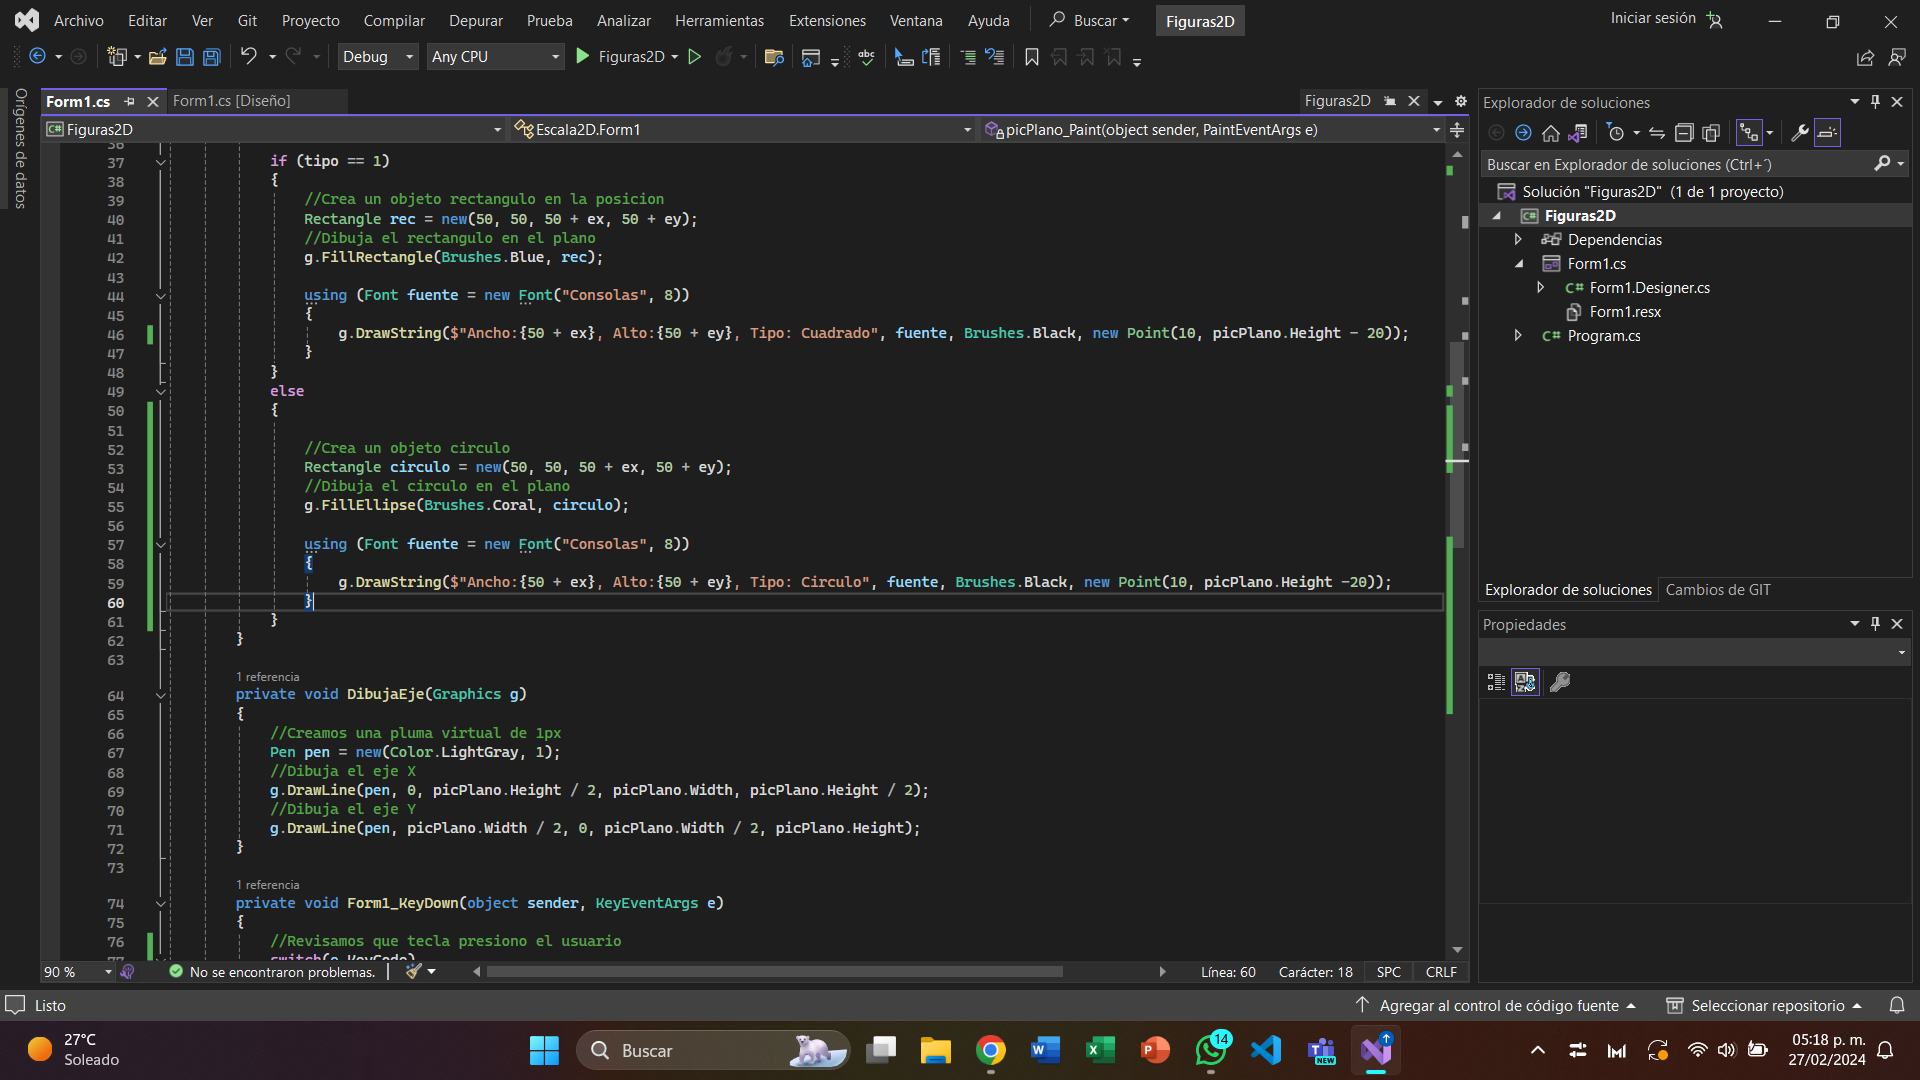 Archivo Editar Ver Git Proyecto Compilar Depurar Prueba Analizar Herramientas Extensiones Ventana Ayuda Buscar Figuras2D Iniciar sesión
Debug Any CPU Figuras2D
Orígenes de datos
Form1.cs Form1.cs [Diseño] Figuras2D
Figuras2D Escala2D.Form1 picPlano_Paint(object sender, PaintEventArgs e)
36
37 if (tipo == 1)
38 {
39 //Crea un objeto rectangulo en la posicion
40 Rectangle rec = new(50, 50, 50 + ex, 50 + ey);
41 //Dibuja el rectangulo en el plano
42 g.FillRectangle(Brushes.Blue, rec);
43
44 using (Font fuente = new Font("Consolas", 8))
45 {
46 g.DrawString($"Ancho:{50 + ex}, Alto:{50 + ey}, Tipo: Cuadrado", fuente, Brushes.Black, new Point(10, picPlano.Height - 20));
47 }
48 }
49 else
50 {
51
52 //Crea un objeto circulo
53 Rectangle circulo = new(50, 50, 50 + ex, 50 + ey);
54 //Dibuja el circulo en el plano
55 g.FillEllipse(Brushes.Coral, circulo);
56
57 using (Font fuente = new Font("Consolas", 8))
58 {
59 g.DrawString($"Ancho:{50 + ex}, Alto:{50 + ey}, Tipo: Circulo", fuente, Brushes.Black, new Point(10, picPlano.Height -20));
60 }
61 }
62 }
63
1 referencia
64 private void DibujaEje(Graphics g)
65 {
66 //Creamos una pluma virtual de 1px
67 Pen pen = new(Color.LightGray, 1);
68 //Dibuja el eje X
69 g.DrawLine(pen, 0, picPlano.Height / 2, picPlano.Width, picPlano.Height / 2);
70 //Dibuja el eje Y
71 g.DrawLine(pen, picPlano.Width / 2, 0, picPlano.Width / 2, picPlano.Height);
72 }
73
1 referencia
74 private void Form1_KeyDown(object sender, KeyEventArgs e)
75 {
76 //Revisamos que tecla presiono el usuario
77 switch(e.KeyCode)
90 % No se encontraron problemas. Línea: 60 Carácter: 18 SPC CRLF
Explorador de soluciones
Buscar en Explorador de soluciones (Ctrl+´)
Solución "Figuras2D" (1 de 1 proyecto)
Figuras2D
Dependencias
Form1.cs
Form1.Designer.cs
Form1.resx
Program.cs
Explorador de soluciones Cambios de GIT
Propiedades
Listo Agregar al control de código fuente Seleccionar repositorio
27°C
Soleado
Buscar
14
NEW
05:18 p. m.
27/02/2024